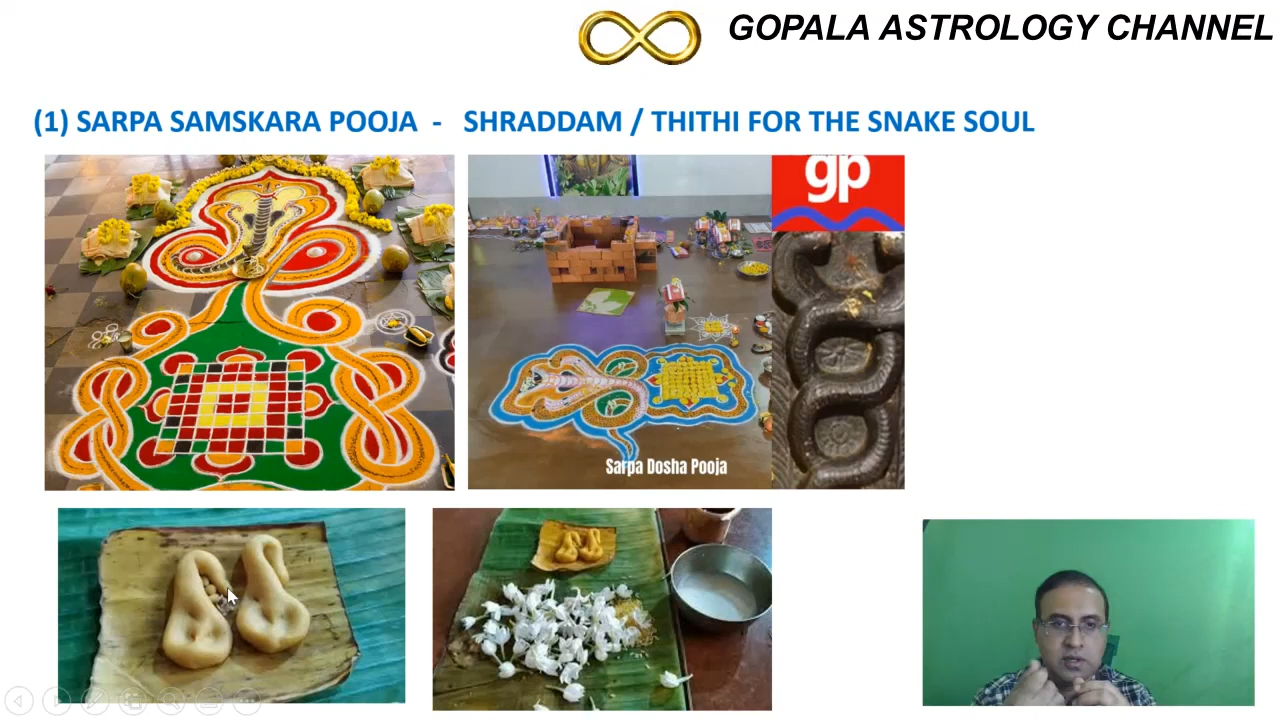 GOPALA ASTROLOGY CHANNEL
(1) SARPA SAMSKARA POOJA - SHRADDAM / THITHI FOR THE SNAKE SOUL
gp
Sarpa Dosha Pooja